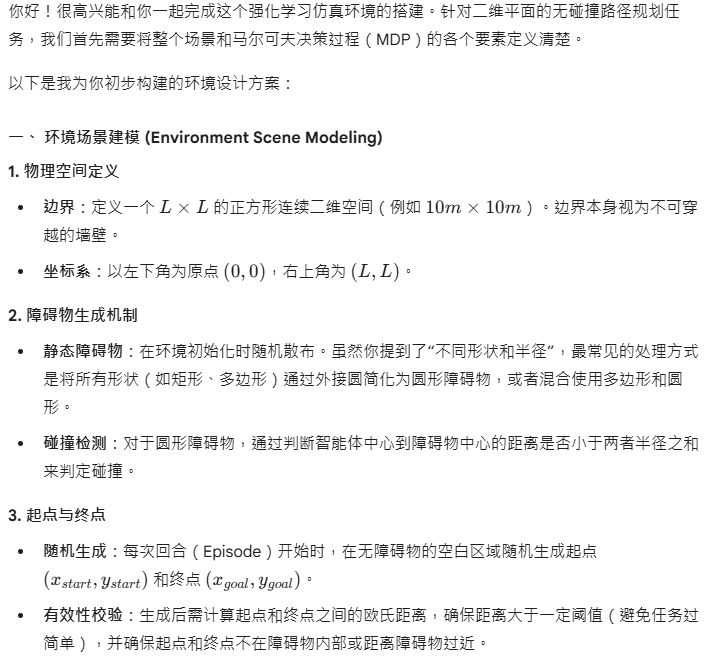 你好！很高兴能和你一起完成这个强化学习仿真环境的搭建。针对二维平面的无碰撞路径规划任
务，我们首先需要将整个场景和马尔可夫决策过程（MDP）的各个要素定义清楚。
以下是我为你初步构建的环境设计方案：
一、 环境场景建模 (Environment Scene Modeling)
1. 物理空间定义
• 边界：定义一个 L × L 的正方形连续二维空间（例如 10m × 10m）。边界本身视为不可穿
越的墙壁。
• 坐标系：以左下角为原点 (0, 0)，右上角为 (L, L)。
2. 障碍物生成机制
• 静态障碍物：在环境初始化时随机散布。虽然你提到了“不同形状和半径”，最常见的处理方式
是将所有形状（如矩形、多边形）通过外接圆简化为圆形障碍物，或者混合使用多边形和圆
形。
• 碰撞检测：对于圆形障碍物，通过判断智能体中心到障碍物中心的距离是否小于两者半径之和
来判定碰撞。
3. 起点与终点
• 随机生成：每次回合（Episode）开始时，在无障碍物的空白区域随机生成起点
(x_start, y_start) 和终点 (x_goal, y_goal)。
• 有效性校验：生成后需计算起点和终点之间的欧氏距离，确保距离大于一定阈值（避免任务过
简单），并确保起点和终点不在障碍物内部或距离障碍物过近。